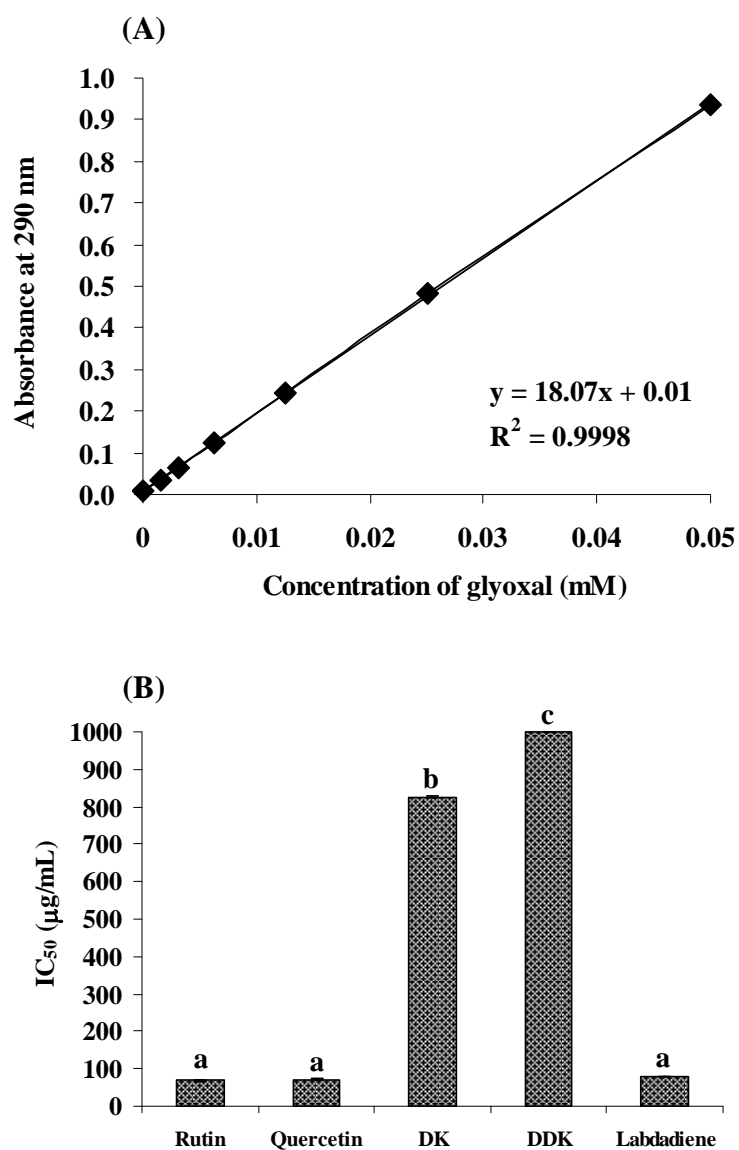 (A)
1.0
0.9
0.8
0.7
0.6
0.5
0.4
0.3
0.2
0.1
0.0
Absorbance at 290 nm
y = 18.07x + 0.01
R² = 0.9998
0 0.01 0.02 0.03 0.04 0.05
Concentration of glyoxal (mM)
(B)
1000
900
800
700
600
500
400
300
200
100
0
IC₅₀ (µg/mL)
a a b c a
Rutin Quercetin DK DDK Labdadiene